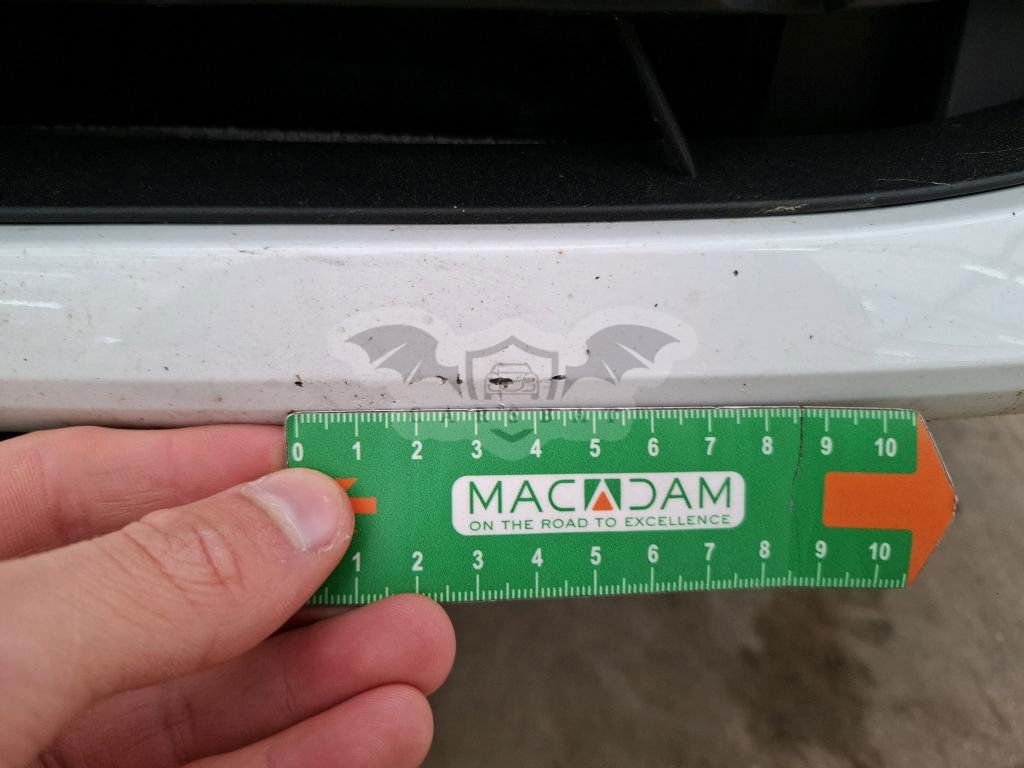 CARSBAT
0 1 2 3 4 5 6 7 8 9 10
MACADAM
ON THE ROAD TO EXCELLENCE
1 2 3 4 5 6 7 8 9 10